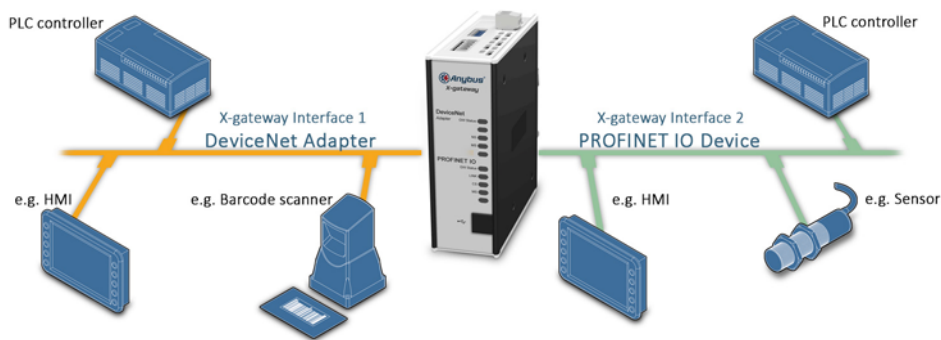 PLC controller
PLC controller
Anybus®
X-gateway
X-gateway Interface 1
DeviceNet Adapter
X-gateway Interface 2
PROFINET IO Device
DeviceNet
Adapter
PROFINET IO
e.g. HMI
e.g. Barcode scanner
e.g. HMI
e.g. Sensor